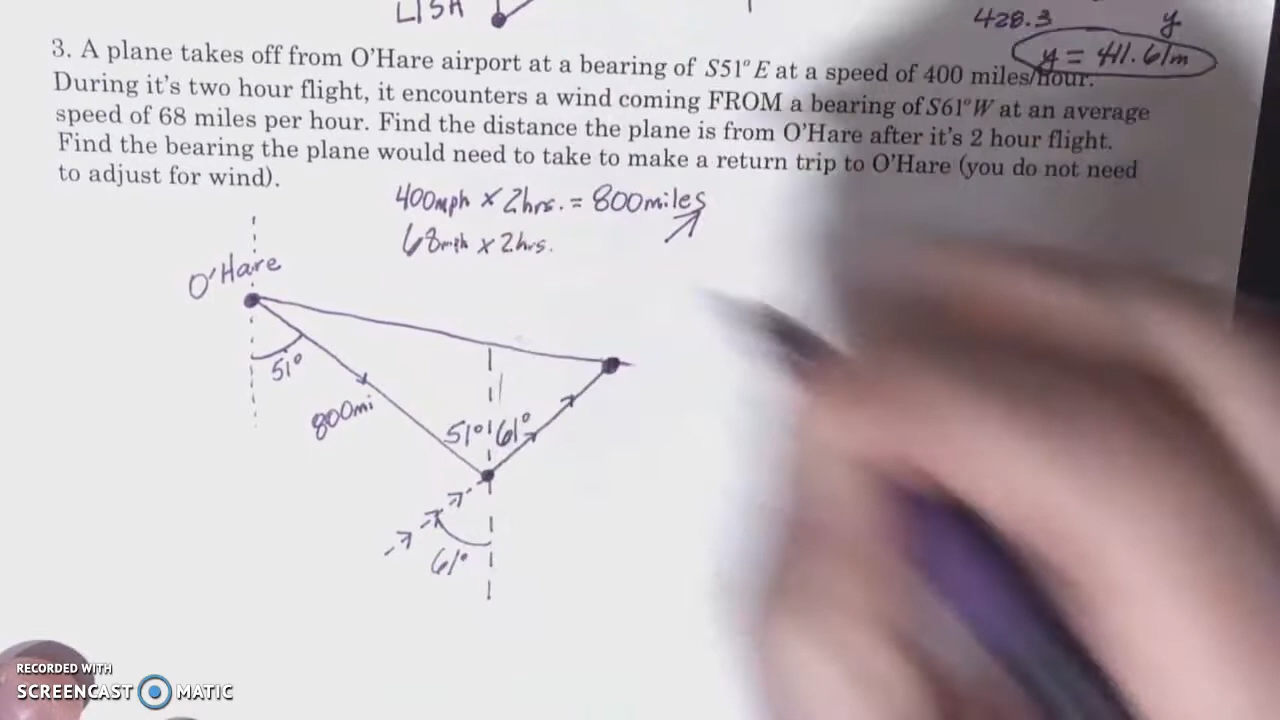 LISA
428.3
y
y = 411.61m
3. A plane takes off from O'Hare airport at a bearing of S51°E at a speed of 400 miles/hour.
During it's two hour flight, it encounters a wind coming FROM a bearing of S61°W at an average
speed of 68 miles per hour. Find the distance the plane is from O'Hare after it's 2 hour flight.
Find the bearing the plane would need to take to make a return trip to O'Hare (you do not need
to adjust for wind).
400mph × 2hrs. = 800miles
68mph × 2hrs.
O'Hare
51°
800mi
51° 61°
61°
RECORDED WITH
SCREENCAST MATIC